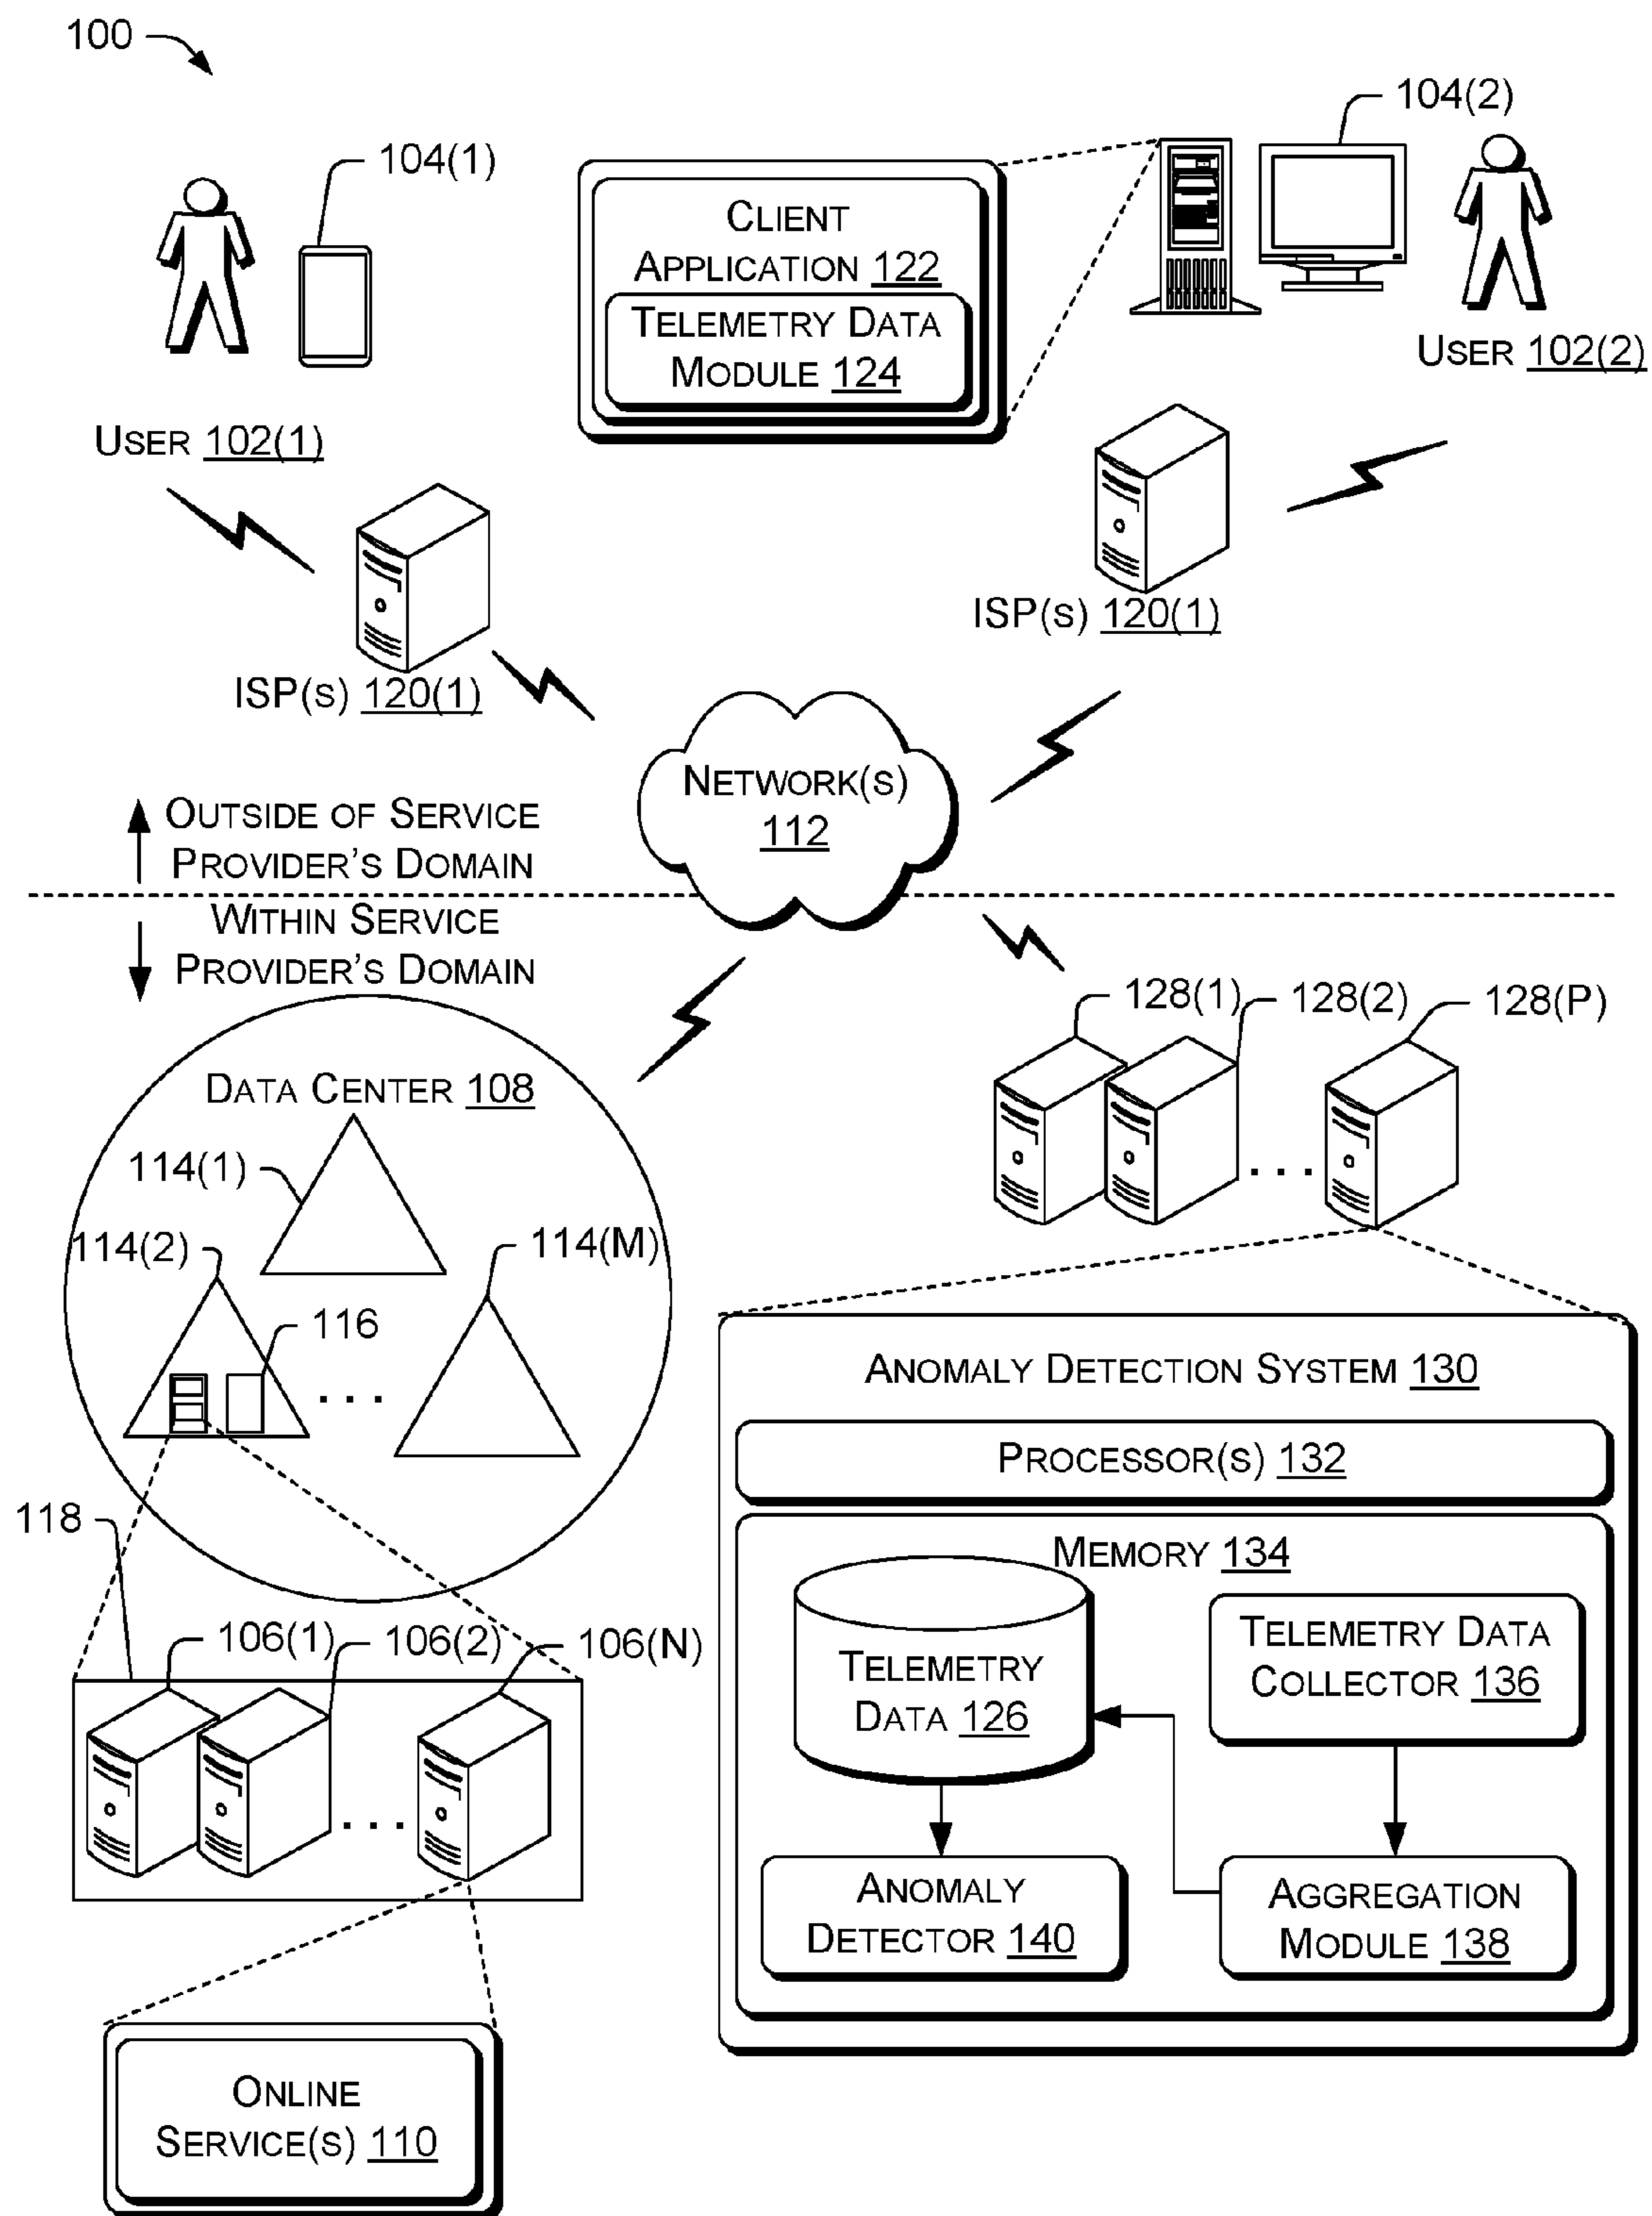 100
104(2)
104(1)
CLIENT
APPLICATION 122
TELEMETRY DATA
MODULE 124
USER 102(2)
USER 102(1)
ISP(S) 120(1)
ISP(S) 120(1)
NETWORK(S)
112
OUTSIDE OF SERVICE
PROVIDER'S DOMAIN
WITHIN SERVICE
PROVIDER'S DOMAIN
128(1)
128(2)
128(P)
DATA CENTER 108
114(1)
114(2)
114(M)
116
. . .
. . .
ANOMALY DETECTION SYSTEM 130
PROCESSOR(S) 132
118
MEMORY 134
TELEMETRY
DATA 126
TELEMETRY DATA
COLLECTOR 136
106(1)
106(2)
106(N)
. . .
ANOMALY
DETECTOR 140
AGGREGATION
MODULE 138
ONLINE
SERVICE(S) 110